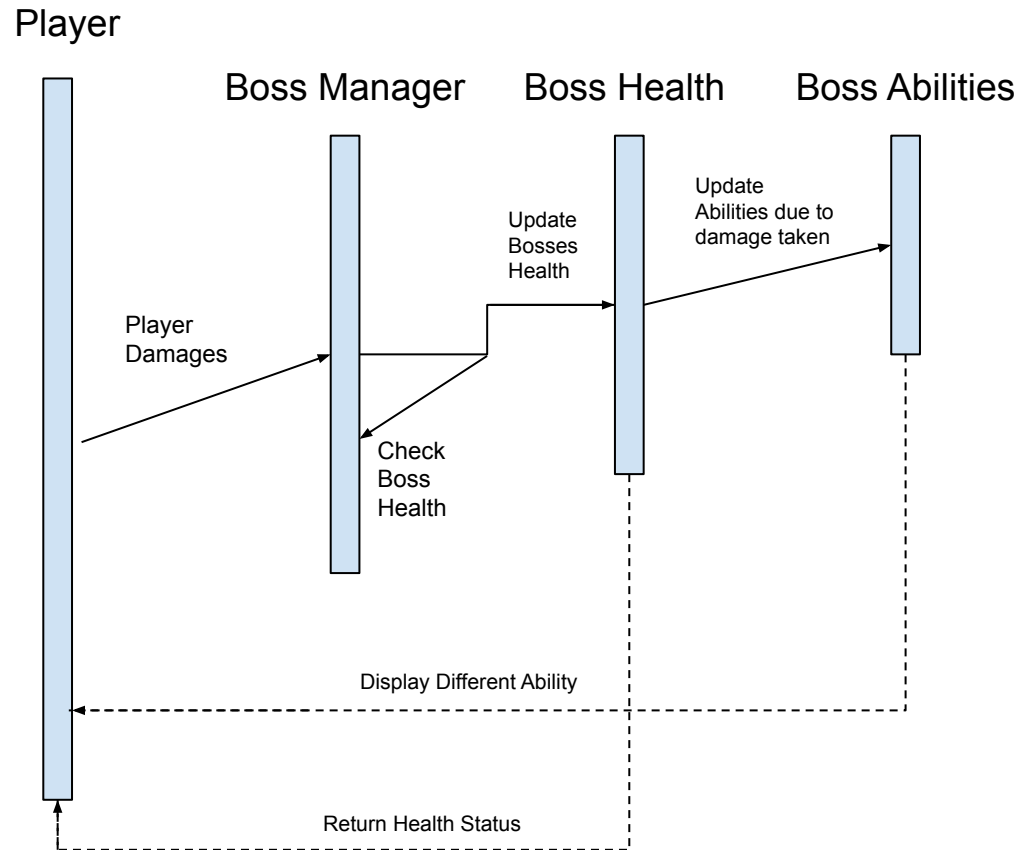 Player
Boss Manager
Boss Health
Boss Abilities
Update
Abilities due to
damage taken
Update
Bosses
Health
Player
Damages
Check
Boss
Health
Display Different Ability
Return Health Status